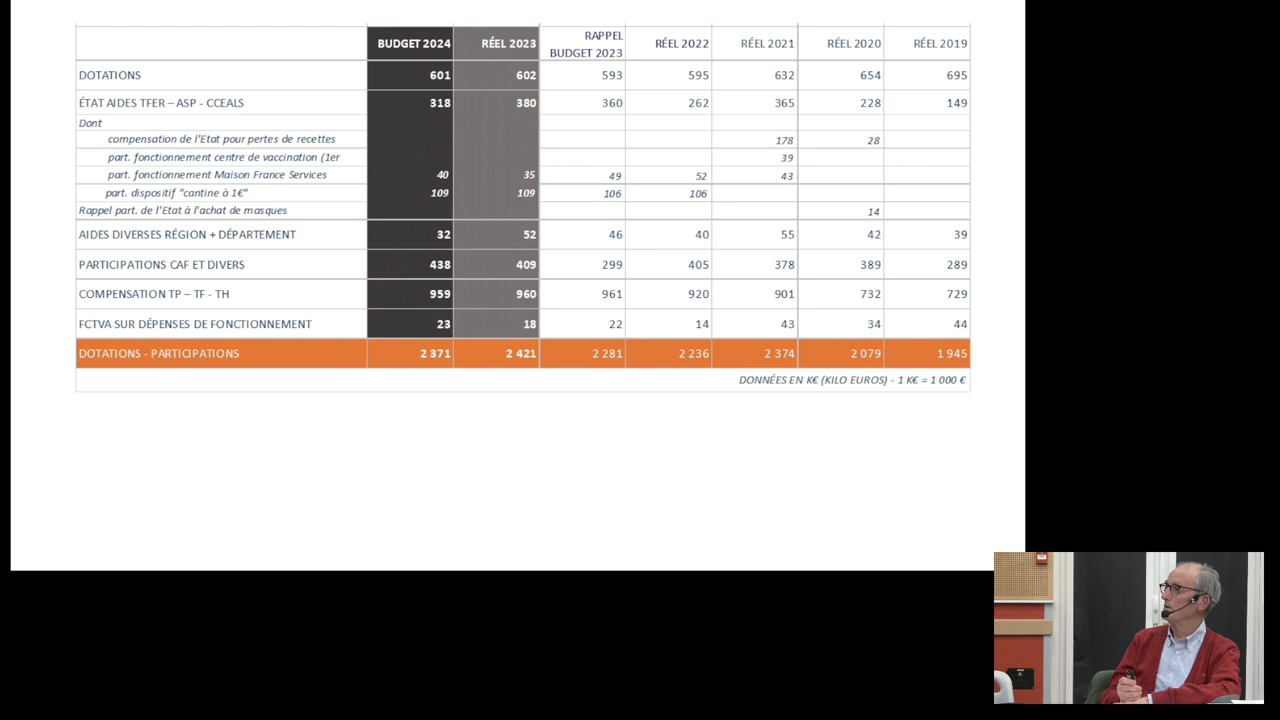 BUDGET 2024 RÉEL 2023 RAPPEL BUDGET 2023 RÉEL 2022 RÉEL 2021 RÉEL 2020 RÉEL 2019
DOTATIONS 601 602 593 595 632 654 695
ÉTAT AIDES TFER – ASP - CCEALS 318 380 360 262 365 228 149
Dont
compensation de l'Etat pour pertes de recettes 178 28
part. fonctionnement centre de vaccination (1er 39
part. fonctionnement Maison France Services 40 35 49 52 43
part. dispositif "cantine à 1€" 109 109 106 106
Rappel part. de l'Etat à l'achat de masques 14
AIDES DIVERSES RÉGION + DÉPARTEMENT 32 52 46 40 55 42 39
PARTICIPATIONS CAF ET DIVERS 438 409 299 405 378 389 289
COMPENSATION TP – TF - TH 959 960 961 920 901 732 729
FCTVA SUR DÉPENSES DE FONCTIONNEMENT 23 18 22 14 43 34 44
DOTATIONS - PARTICIPATIONS 2 371 2 421 2 281 2 236 2 374 2 079 1 945
DONNÉES EN K€ (KILO EUROS) - 1 K€ = 1 000 €